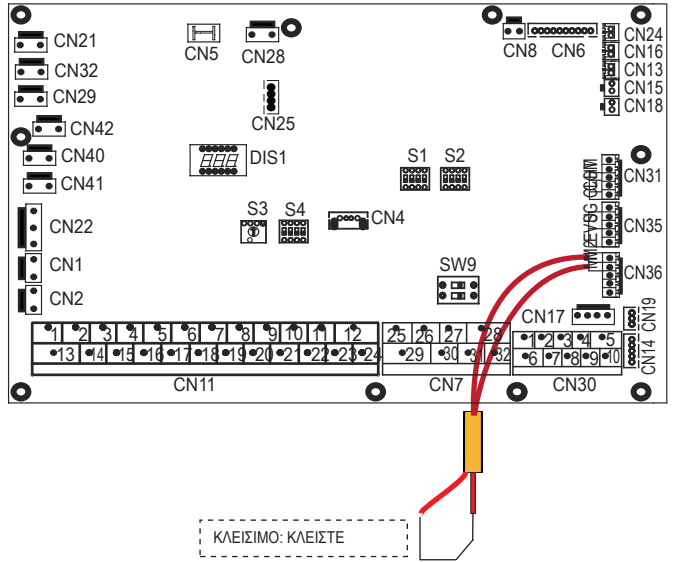 CN21
CN32
CN29
CN42
CN40
CN41
CN22
CN1
CN2
CN5
CN28
CN25
DIS1
S1 S2
S3 S4
CN4
SW9
CN8 CN6
CN24
CN16
CN13
CN15
CN18
CN31
CN35
CN36
CN17
CN19
CN14
1 2 3 4 5 6 7 8 9 10 11 12
13 14 15 16 17 18 19 20 21 22 23 24
CN11
25 26 27 28
29 30 31 32
CN7
1 2 3 4 5
6 7 8 9 10
CN30
ΚΛΕΙΣΙΜΟ: ΚΛΕΙΣΤΕ